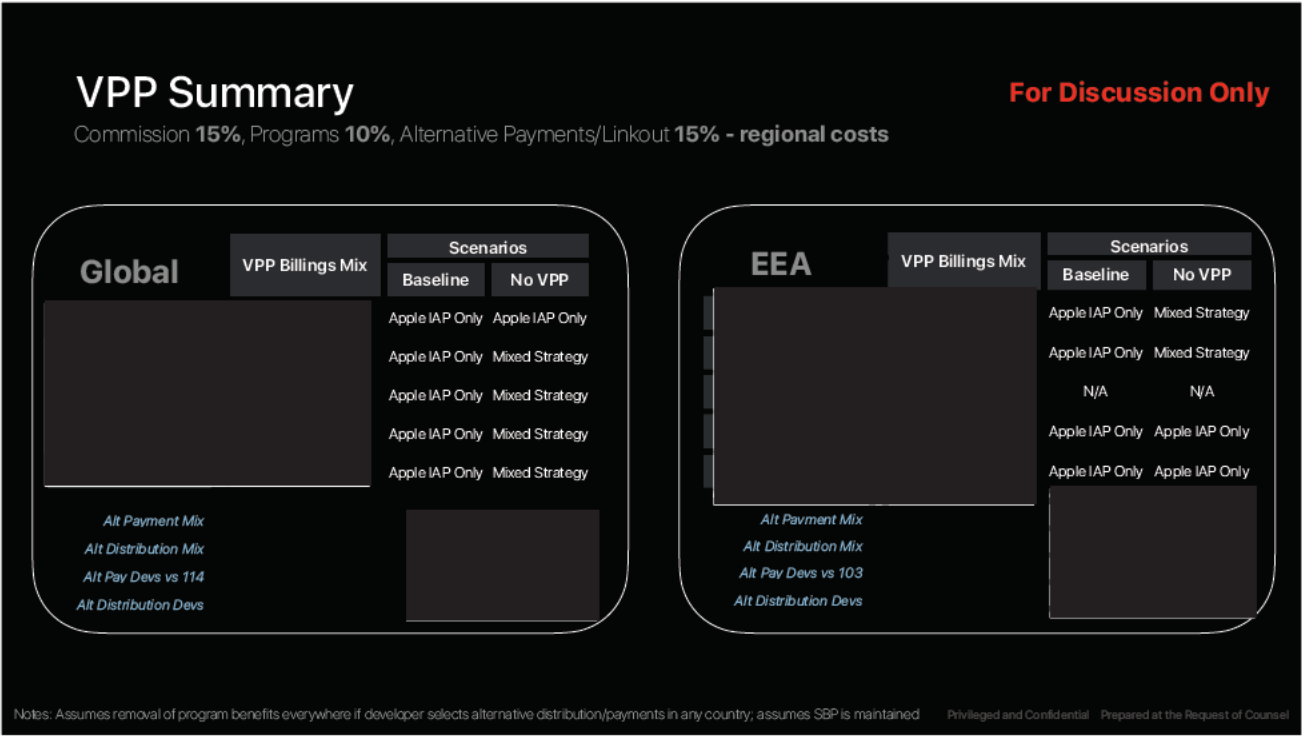 VPP Summary
For Discussion Only
Commission 15%, Programs 10%, Alternative Payments/Linkout 15% - regional costs
Global
VPP Billings Mix
Scenarios
Baseline No VPP
Apple IAP Only Apple IAP Only
Apple IAP Only Mixed Strategy
Apple IAP Only Mixed Strategy
Apple IAP Only Mixed Strategy
Apple IAP Only Mixed Strategy
Alt Payment Mix
Alt Distribution Mix
Alt Pay Devs vs 114
Alt Distribution Devs
EEA
VPP Billings Mix
Scenarios
Baseline No VPP
Apple IAP Only Mixed Strategy
Apple IAP Only Mixed Strategy
N/A N/A
Apple IAP Only Apple IAP Only
Apple IAP Only Apple IAP Only
Alt Payment Mix
Alt Distribution Mix
Alt Pay Devs vs 103
Alt Distribution Devs
Notes: Assumes removal of program benefits everywhere if developer selects alternative distribution/payments in any country; assumes SBP is maintained
Privileged and Confidential Prepared at the Request of Counsel